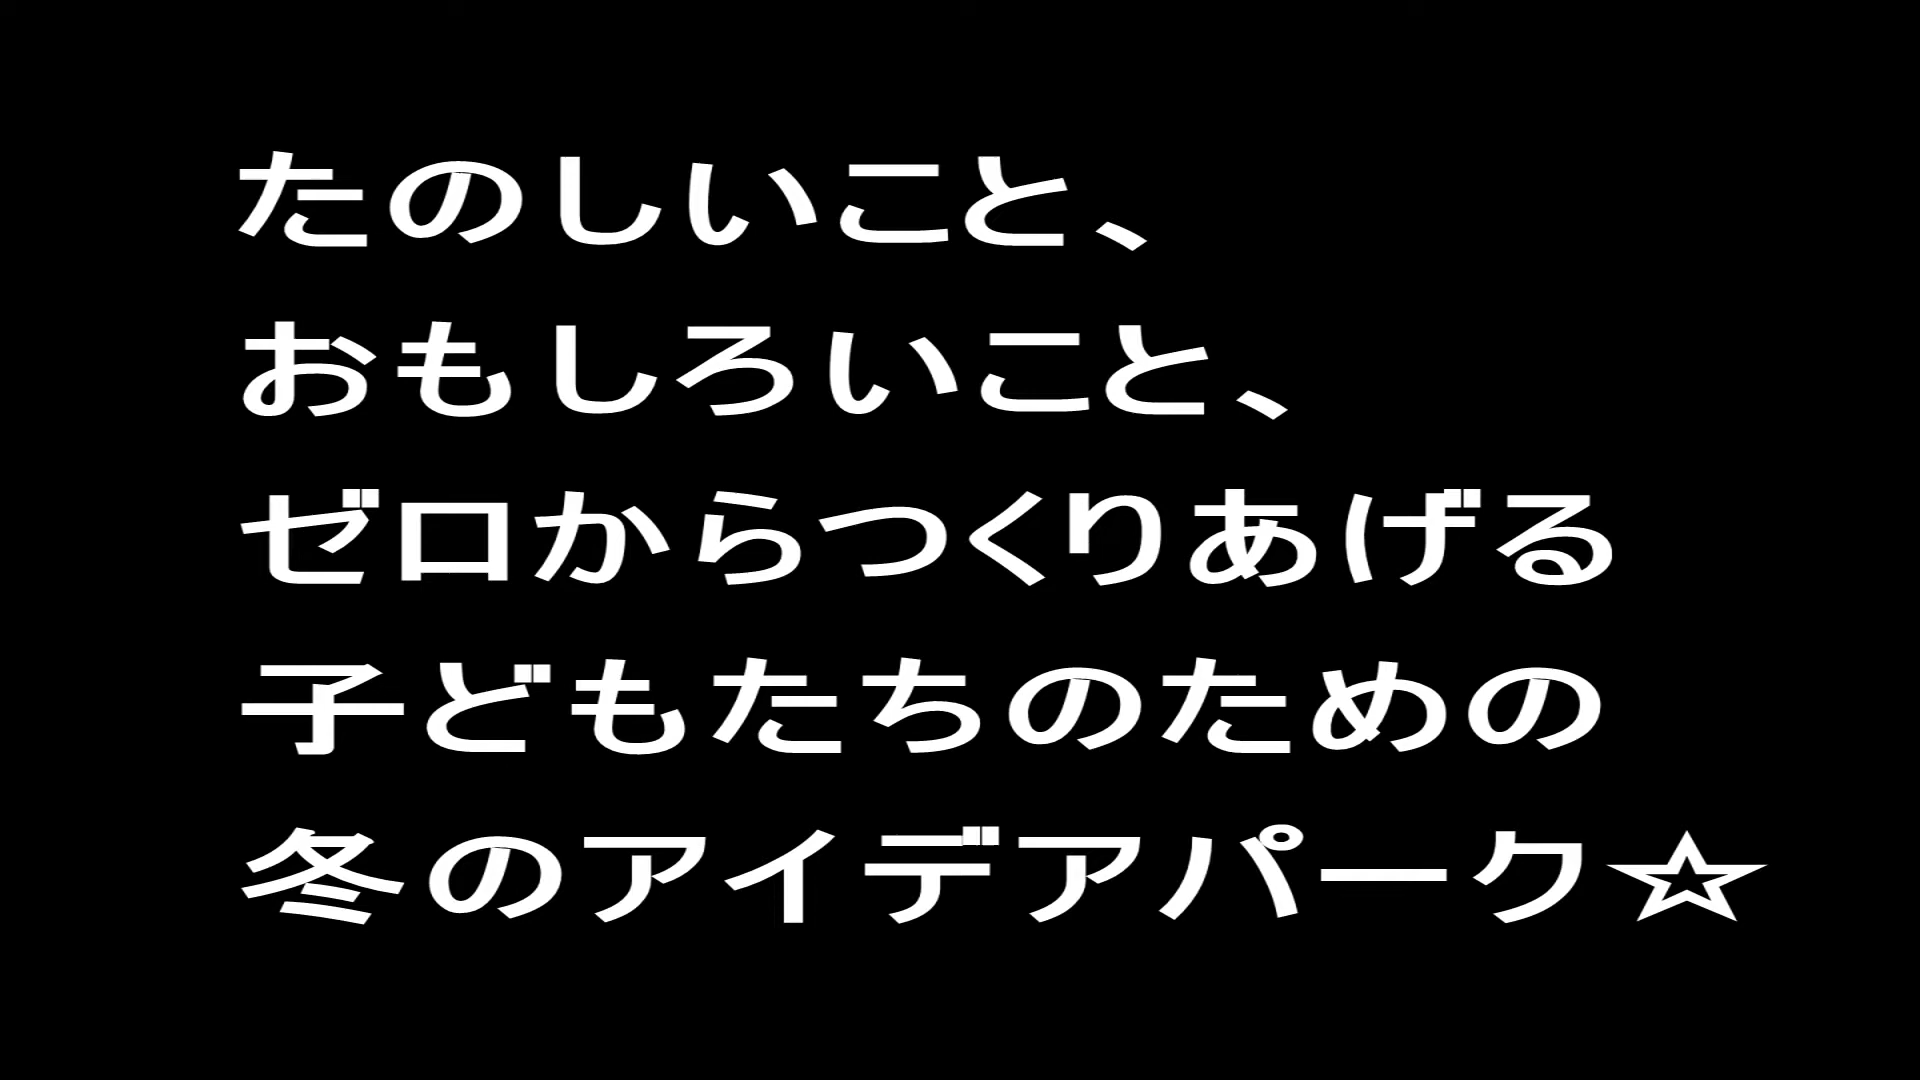 たのしいこと、
おもしろいこと、
ゼロからつくりあげる
子どもたちのための
冬のアイデアパーク☆